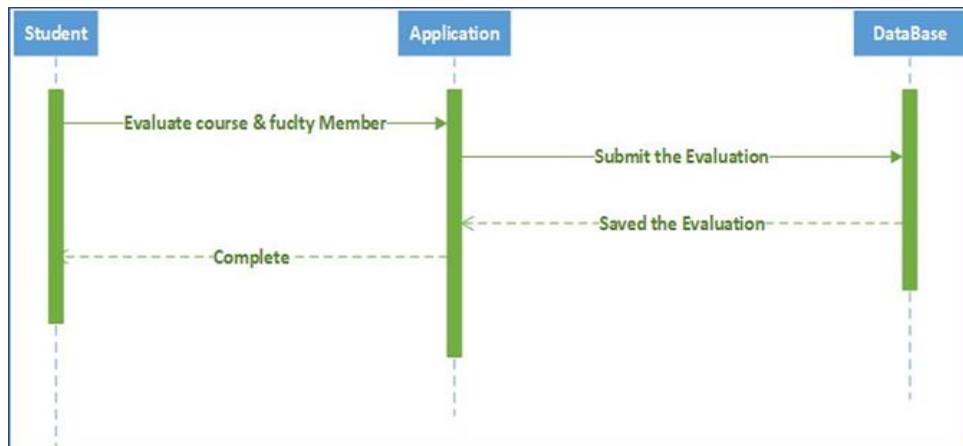 Student
Application
DataBase
Evaluate course & fuclty Member
Submit the Evaluation
Saved the Evaluation
Complete